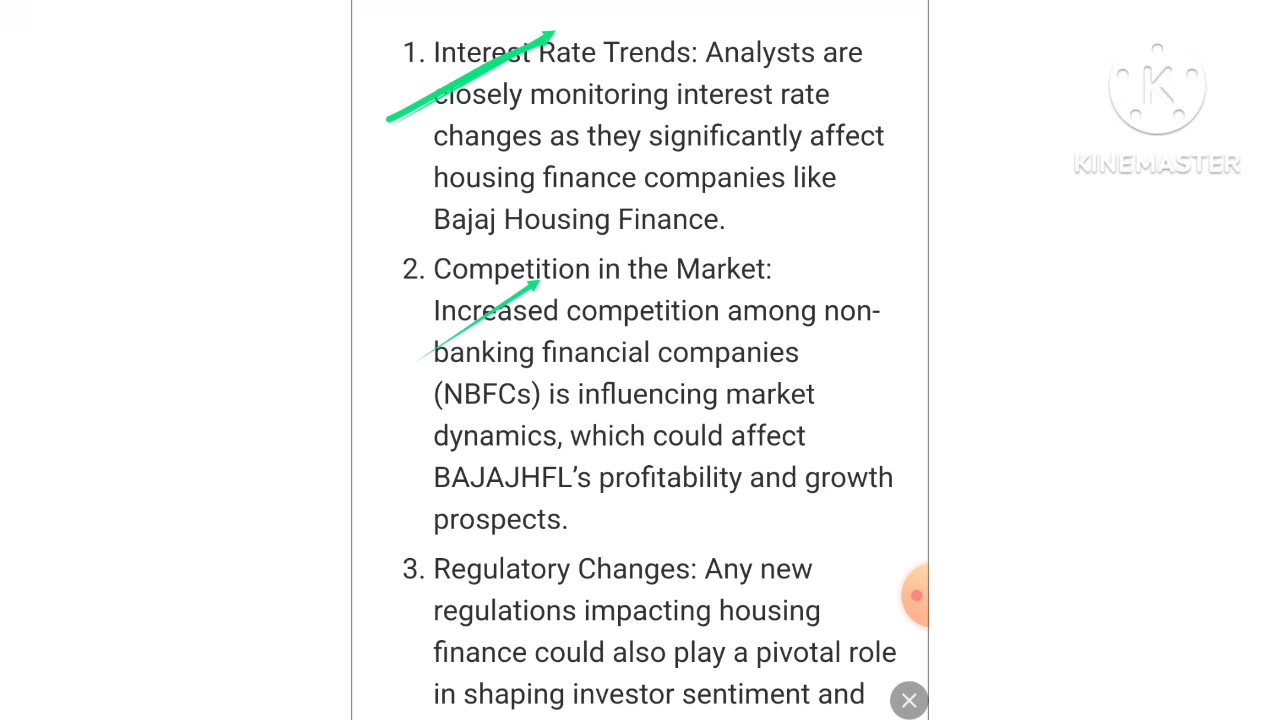 1. Interest Rate Trends: Analysts are
closely monitoring interest rate
changes as they significantly affect
housing finance companies like
Bajaj Housing Finance.
2. Competition in the Market:
Increased competition among non-
banking financial companies
(NBFCs) is influencing market
dynamics, which could affect
BAJAJHFL’s profitability and growth
prospects.
3. Regulatory Changes: Any new
regulations impacting housing
finance could also play a pivotal role
in shaping investor sentiment and
K
KINEMASTER